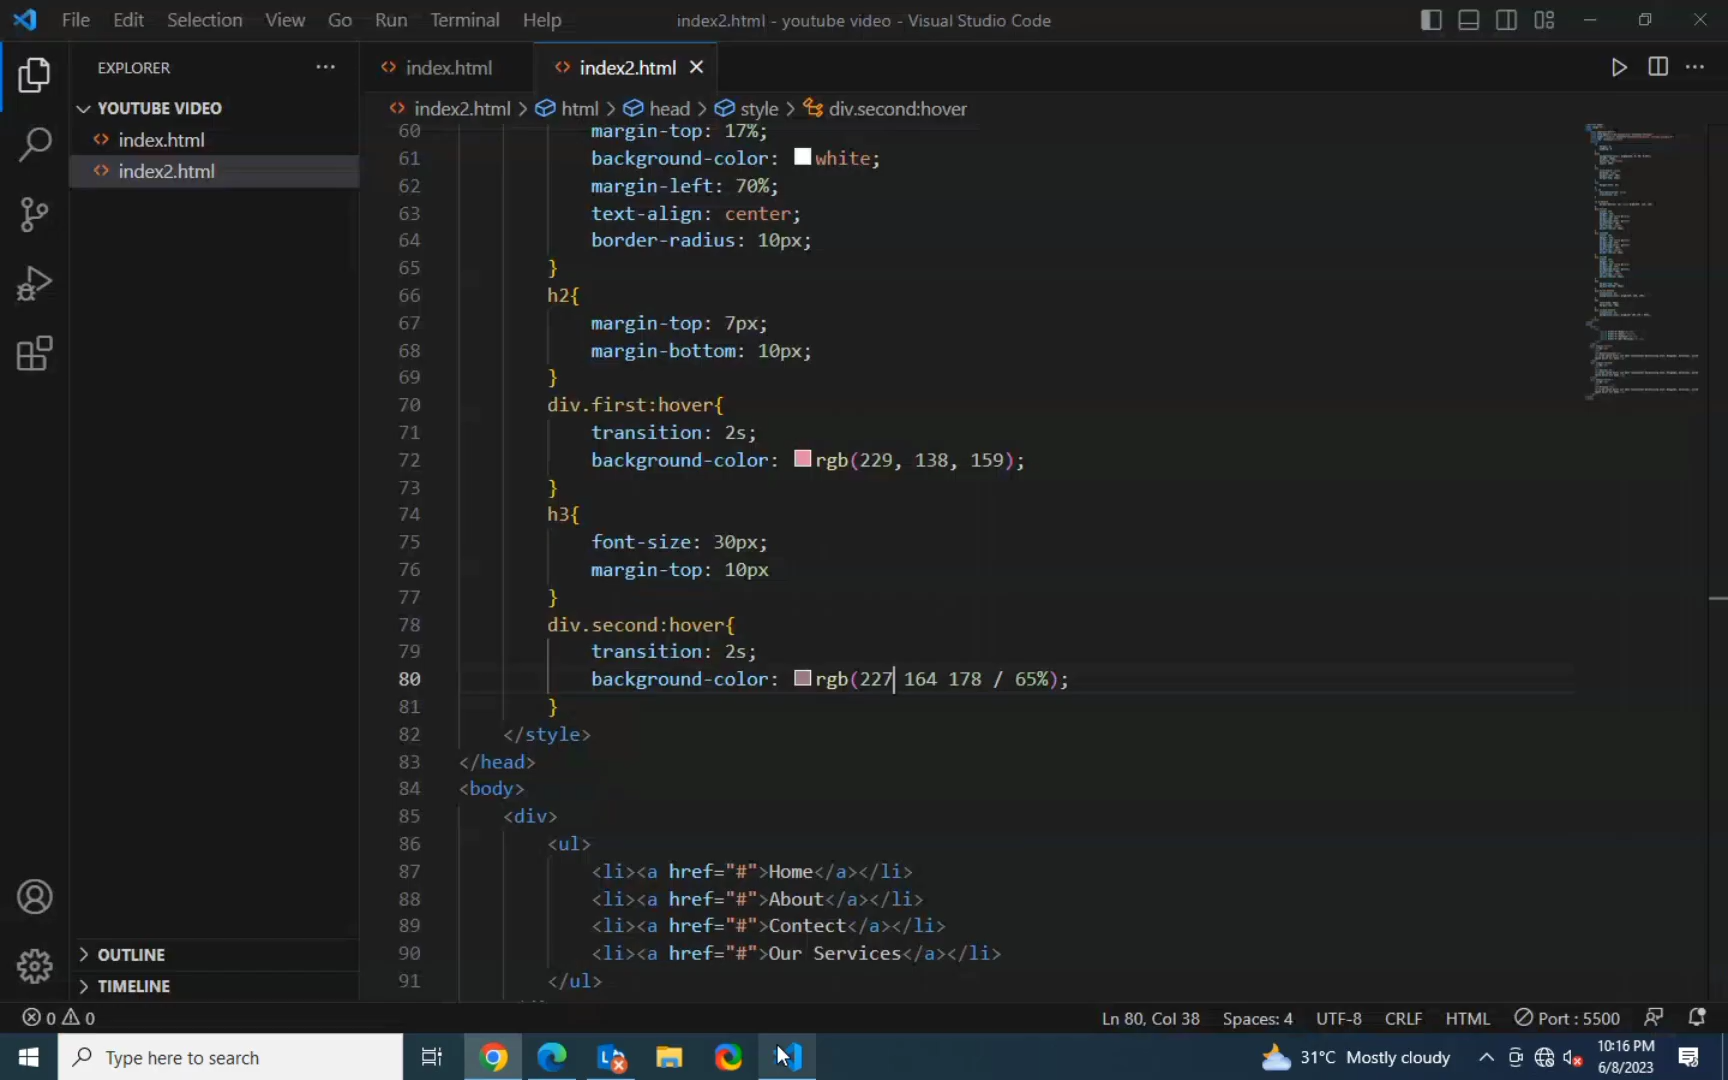 File Edit Selection View Go Run Terminal Help
index2.html - youtube video - Visual Studio Code
EXPLORER
YOUTUBE VIDEO
index.html
index2.html
OUTLINE
TIMELINE
index.html
index2.html
index2.html > html > head > style > div.second:hover
60 margin-top: 17%;
61 background-color: white;
62 margin-left: 70%;
63 text-align: center;
64 border-radius: 10px;
65 }
66 h2{
67 margin-top: 7px;
68 margin-bottom: 10px;
69 }
70 div.first:hover{
71 transition: 2s;
72 background-color: rgb(229, 138, 159);
73 }
74 h3{
75 font-size: 30px;
76 margin-top: 10px
77 }
78 div.second:hover{
79 transition: 2s;
80 background-color: rgb(227 164 178 / 65%);
81 }
82 </style>
83 </head>
84 <body>
85 <div>
86 <ul>
87 <li><a href="#">Home</a></li>
88 <li><a href="#">About</a></li>
89 <li><a href="#">Contect</a></li>
90 <li><a href="#">Our Services</a></li>
91 </ul>
0 0
Ln 80, Col 38 Spaces: 4 UTF-8 CRLF HTML Port : 5500
Type here to search
31°C Mostly cloudy
10:16 PM
6/8/2023